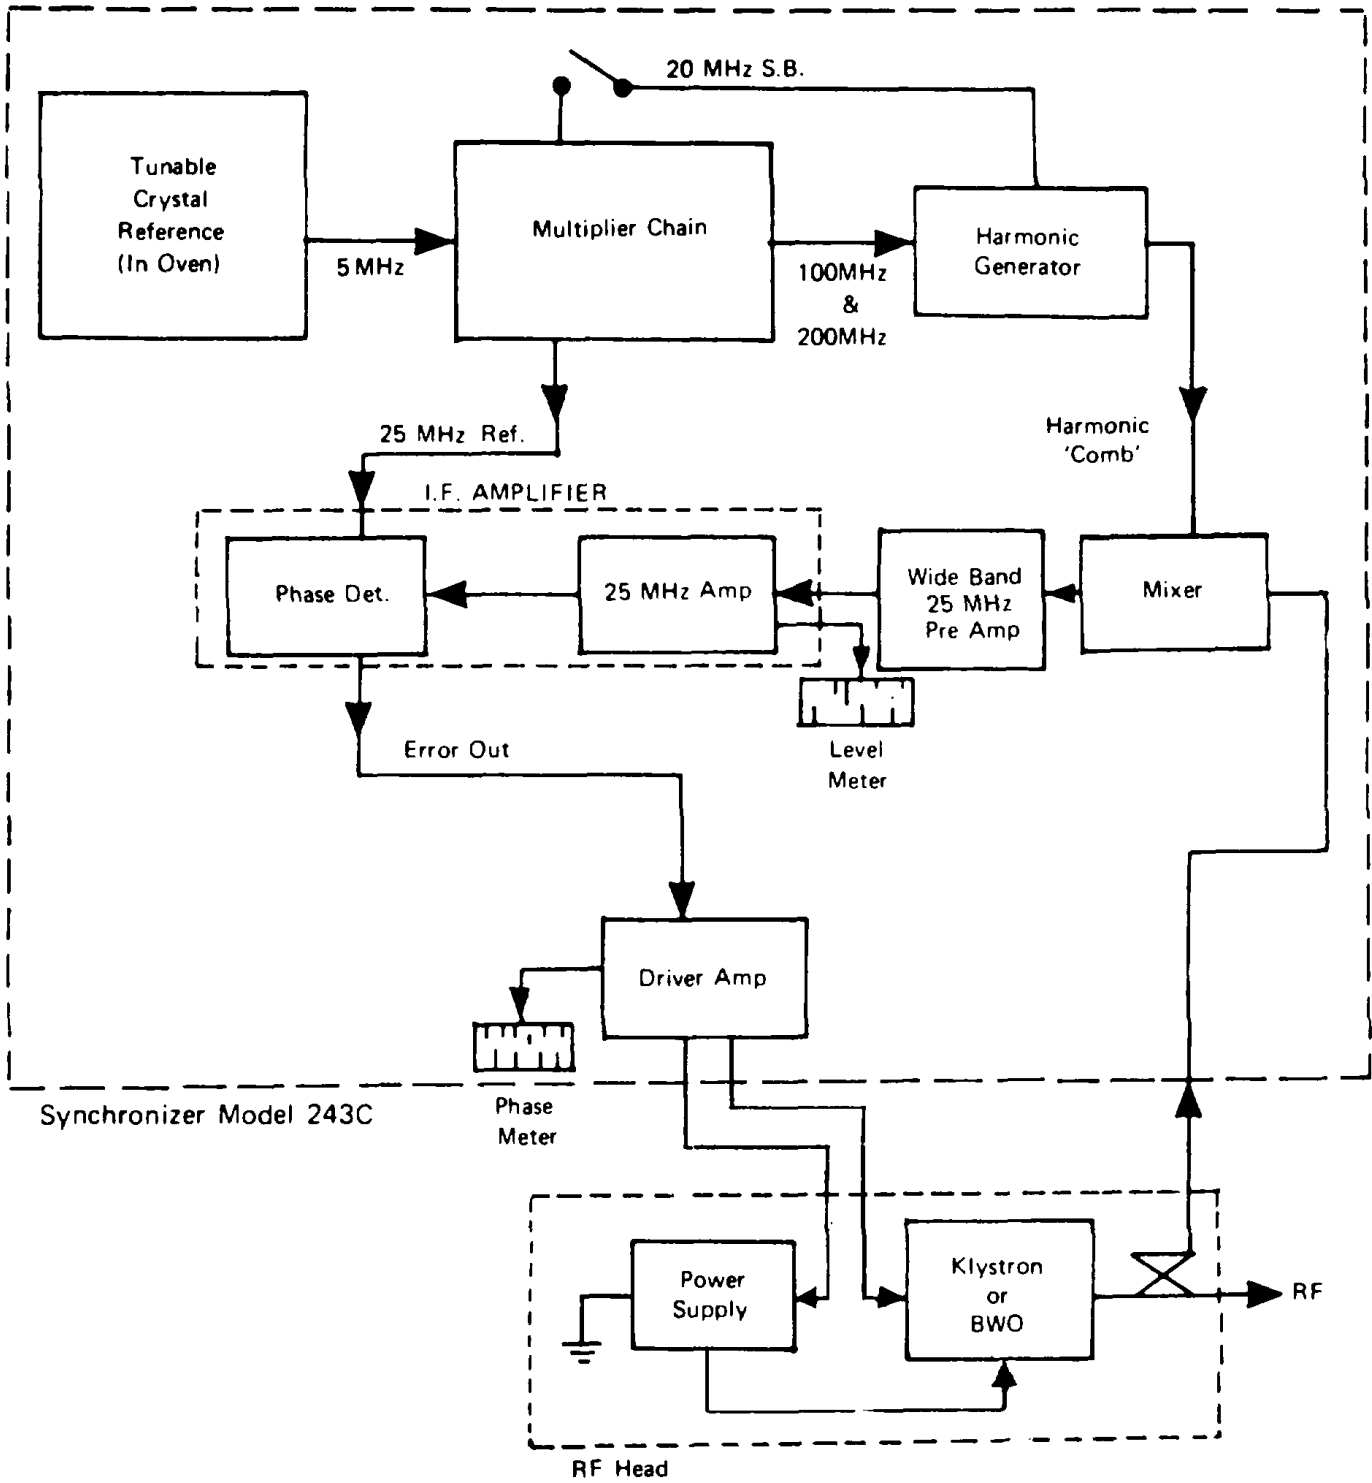 20 MHz S.B.
Tunable
Crystal
Reference
(In Oven)
5 MHz
Multiplier Chain
100MHz
&
200MHz
Harmonic
Generator
Harmonic
'Comb'
25 MHz Ref.
I.F. AMPLIFIER
Phase Det.
25 MHz Amp
Wide Band
25 MHz
Pre Amp
Mixer
Level
Meter
Error Out
Driver Amp
Phase
Meter
Synchronizer Model 243C
Power
Supply
Klystron
or
BWO
RF
RF Head